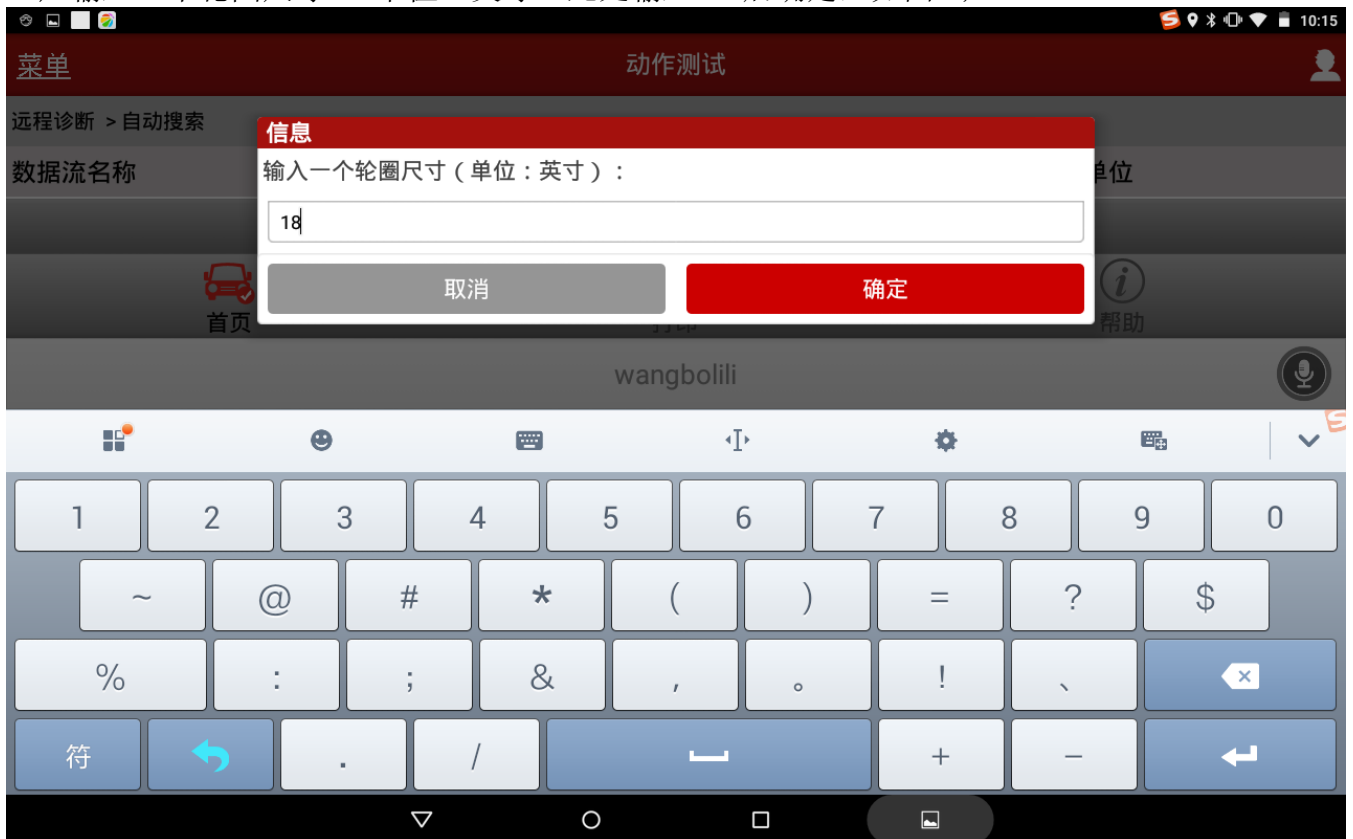 10:15
菜单
动作测试
远程诊断 >自动搜索
信息
数据流名称
输入一个轮圈尺寸（单位：英寸）：
单位
18
取消
确定
首页
打印
帮助
wangbolili
1 2 3 4 5 6 7 8 9 0
~ @ # * ( ) = ? $
% : ; & , 。 ! 、
符 . / + －